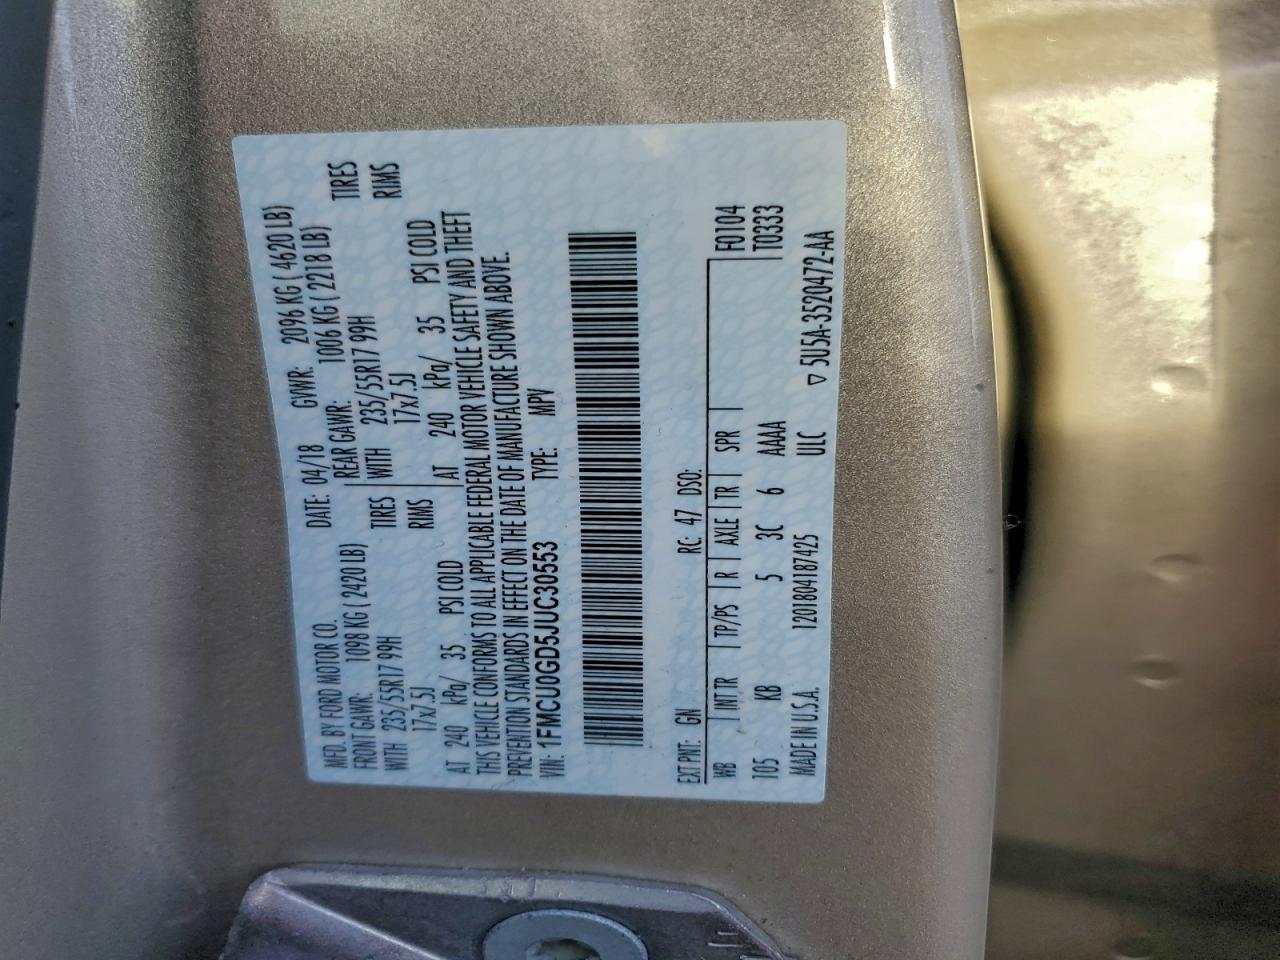 MFD. BY FORD MOTOR CO.
DATE: 04/18 GVWR: 2096 KG ( 4620 LB)
FRONT GAWR: 1098 KG ( 2420 LB) REAR GAWR: 1006 KG ( 2218 LB)
WITH 235/55R17 99H TIRES WITH 235/55R17 99H TIRES
17x7.5J RIMS 17x7.5J RIMS
AT 240 kPa/ 35 PSI COLD AT 240 kPa/ 35 PSI COLD
THIS VEHICLE CONFORMS TO ALL APPLICABLE FEDERAL MOTOR VEHICLE SAFETY AND THEFT
PREVENTION STANDARDS IN EFFECT ON THE DATE OF MANUFACTURE SHOWN ABOVE.
VIN: 1FMCU0GD5JUC30553 TYPE: MPV
EXT PNT: GN RC: 47 DSO:
WB INT TR TP/PS R AXLE TR SPR F0104
105 KB 5 3C 6 AAAA T0333
MADE IN U.S.A. 1201804187425 ULC ▽ 5U5A-3520472-AA